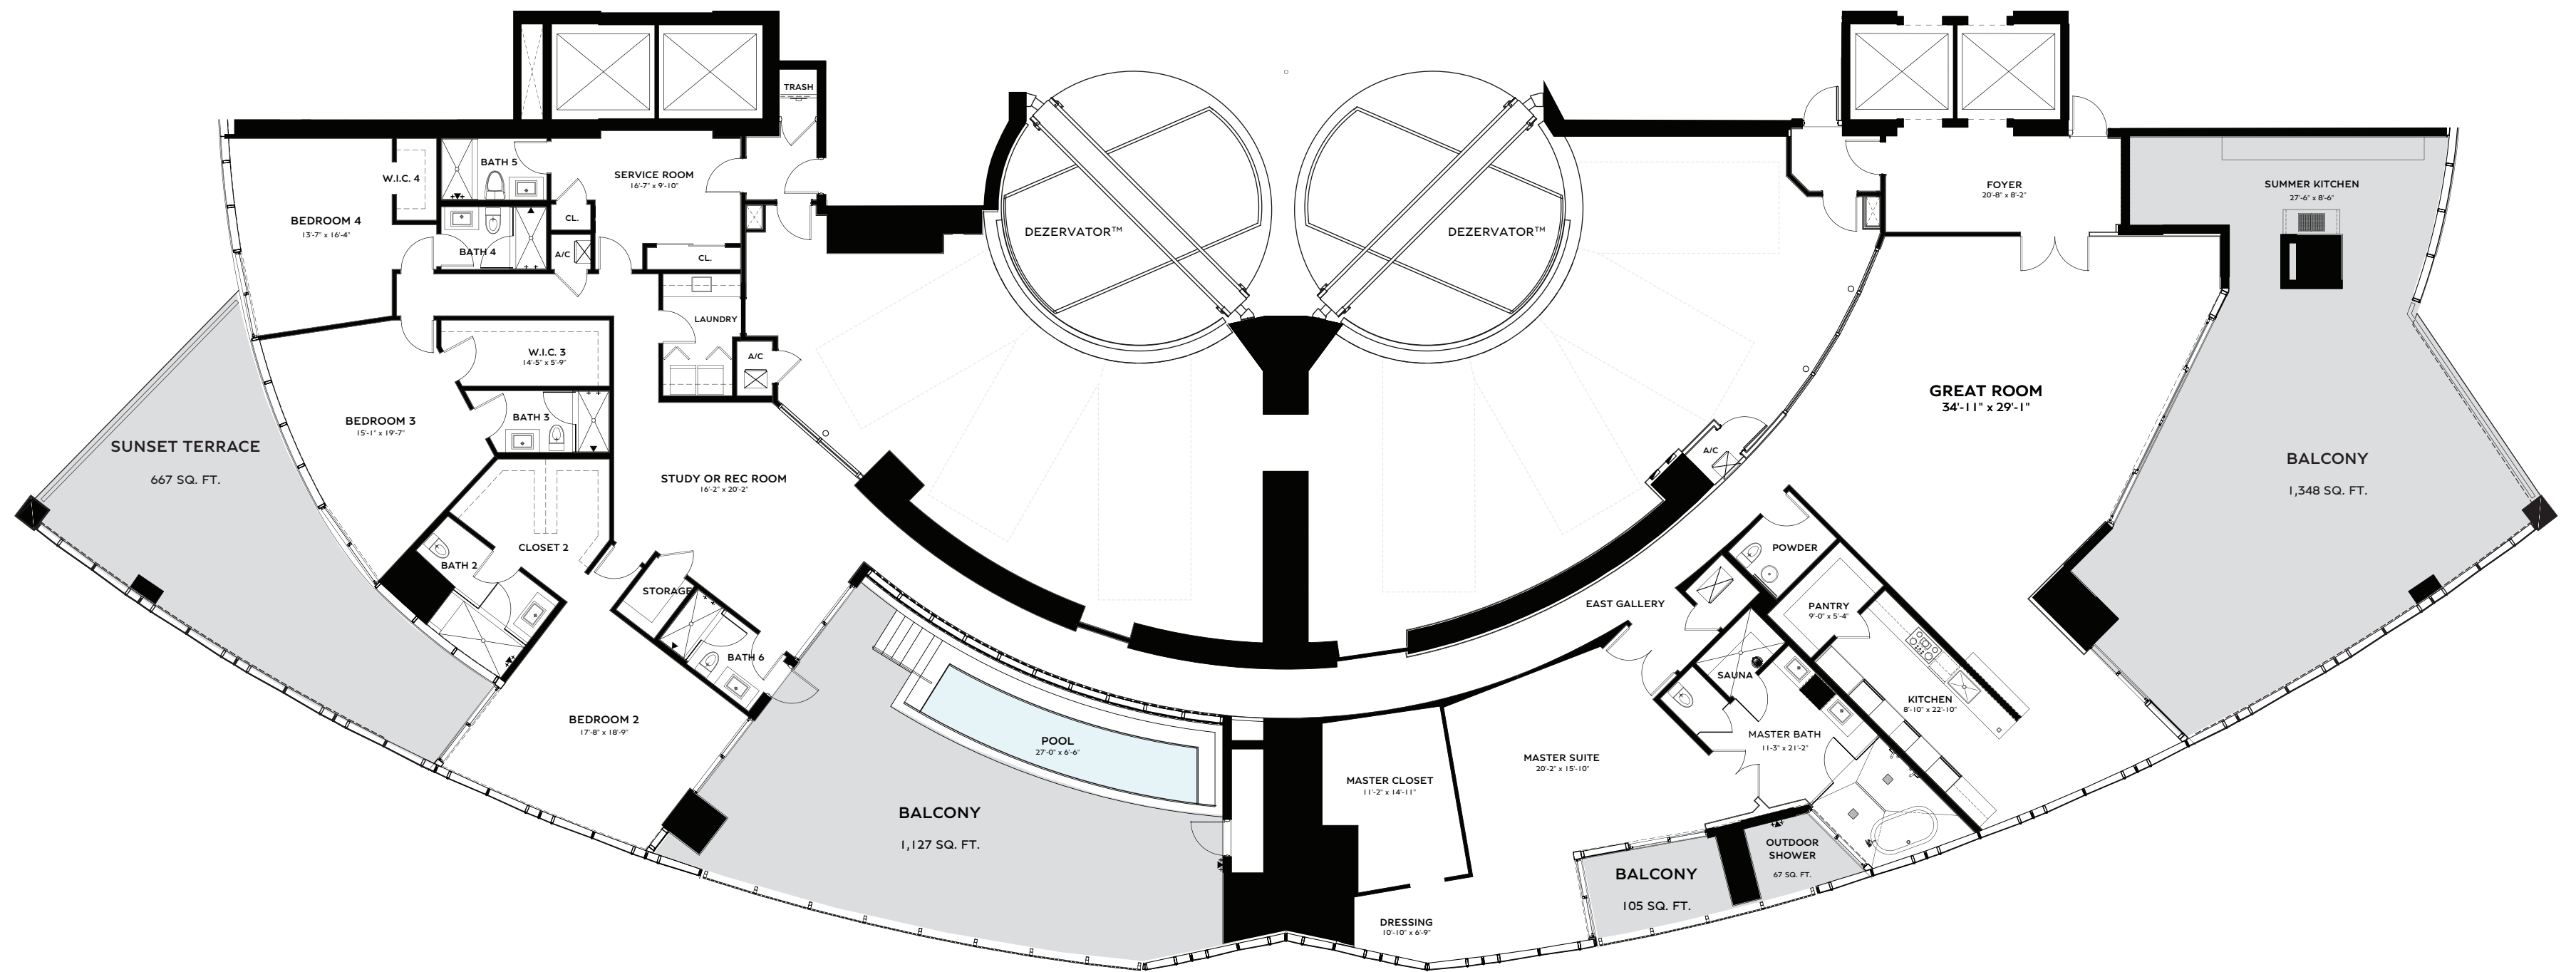 TRASH
BATH 5
W.I.C. 4
SERVICE ROOM
16'-7" x 9'-10"
BEDROOM 4
13'-7" x 16'-4"
CL.
BATH 4
A/C
CL.
LAUNDRY
A/C
W.I.C. 3
14'-5" x 5'-9"
BEDROOM 3
15'-1" x 19'-7"
BATH 3
SUNSET TERRACE
667 SQ. FT.
STUDY OR REC ROOM
16'-2" x 20'-2"
CLOSET 2
BATH 2
STORAGE
BATH 6
BEDROOM 2
17'-8" x 18'-9"
POOL
27'-0" x 6'-6"
BALCONY
1,127 SQ. FT.
DEZERVATOR™
DEZERVATOR™
FOYER
20'-8" x 8'-2"
SUMMER KITCHEN
27'-6" x 8'-6"
GREAT ROOM
34'-11" x 29'-1"
BALCONY
1,348 SQ. FT.
A/C
POWDER
EAST GALLERY
PANTRY
9'-0" x 5'-4"
SAUNA
KITCHEN
8'-10" x 22'-10"
MASTER BATH
11'-3" x 21'-2"
MASTER SUITE
20'-2" x 15'-10"
MASTER CLOSET
11'-2" x 14'-11"
OUTDOOR
SHOWER
67 SQ. FT.
BALCONY
105 SQ. FT.
DRESSING
10'-10" x 6'-9"